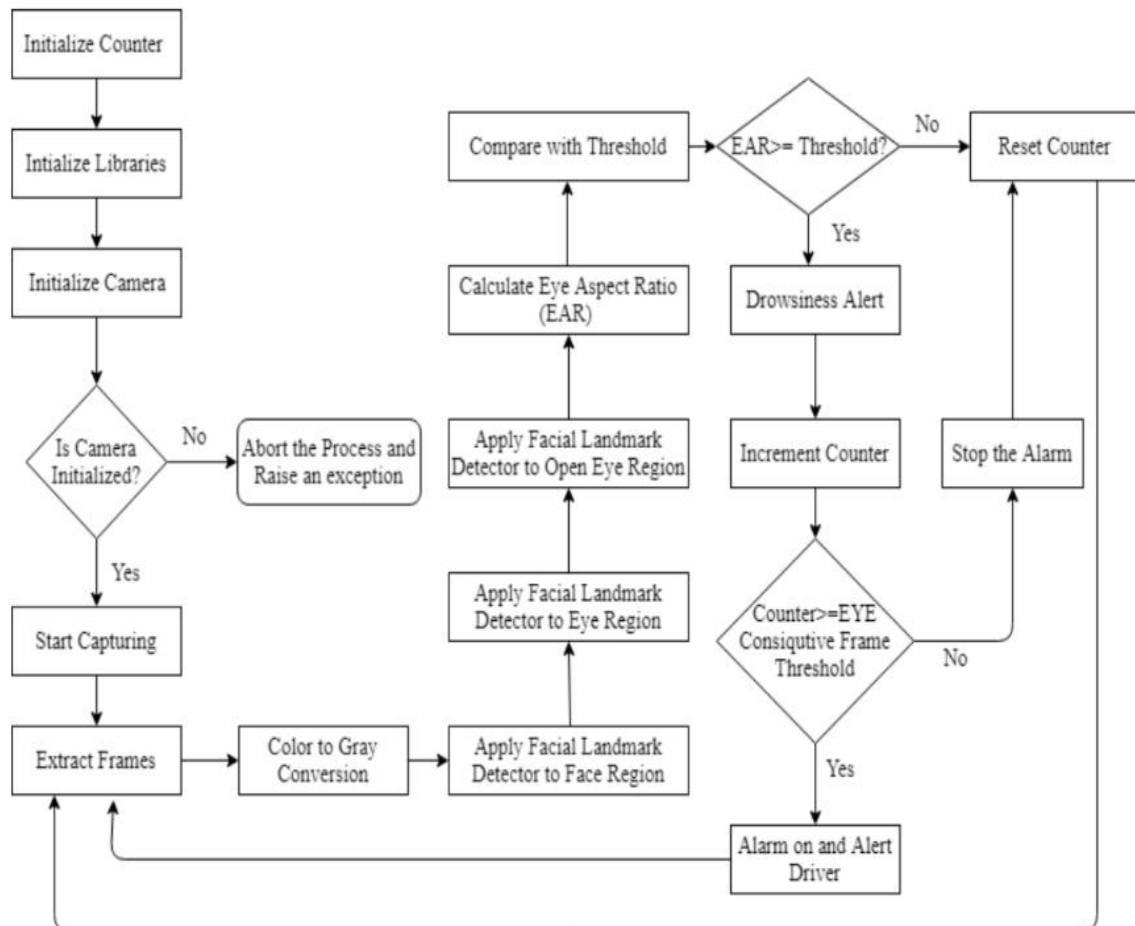 Initialize Counter
Intialize Libraries
Initialize Camera
Is Camera
Initialized?
No
Abort the Process and
Raise an exception
Yes
Start Capturing
Extract Frames
Color to Gray
Conversion
Apply Facial Landmark
Detector to Face Region
Apply Facial Landmark
Detector to Eye Region
Apply Facial Landmark
Detector to Open Eye Region
Calculate Eye Aspect Ratio
(EAR)
Compare with Threshold
EAR>= Threshold?
No
Reset Counter
Yes
Drowsiness Alert
Increment Counter
Stop the Alarm
Counter>=EYE
Consiqutive Frame
Threshold
No
Yes
Alarm on and Alert
Driver